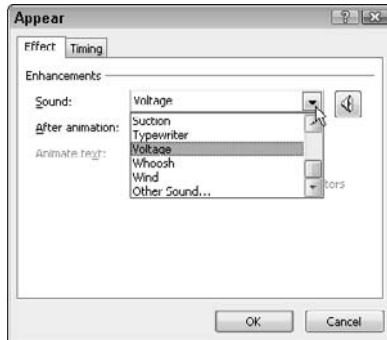 Appear
Effect Timing
Enhancements
Sound: Voltage
Suction
After animation:
Typewriter
Voltage
Animate text:
Whoosh
Wind
Other Sound...
OK Cancel